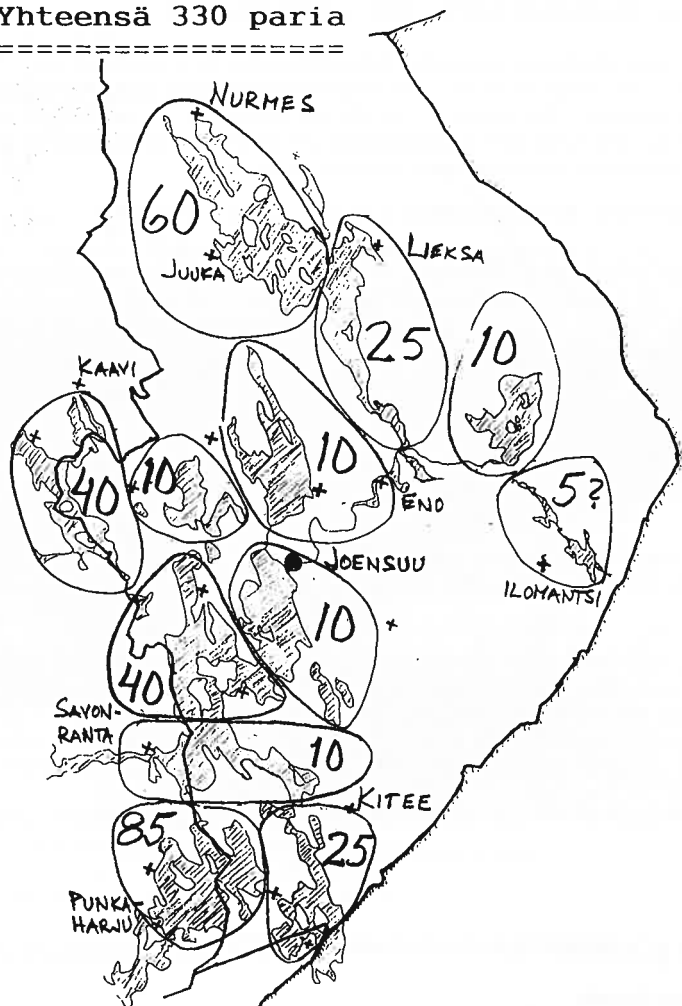 Yhteensä 330 paria
==================
NURMES
60
JUUKA
LIEKSA
25
10
KAAVI
40
10
10
ENO
5?
ILOMANTSI
JOENSUU
10
40
SAVON-
RANTA
10
KITEE
85
25
PUNKA-
HARJU